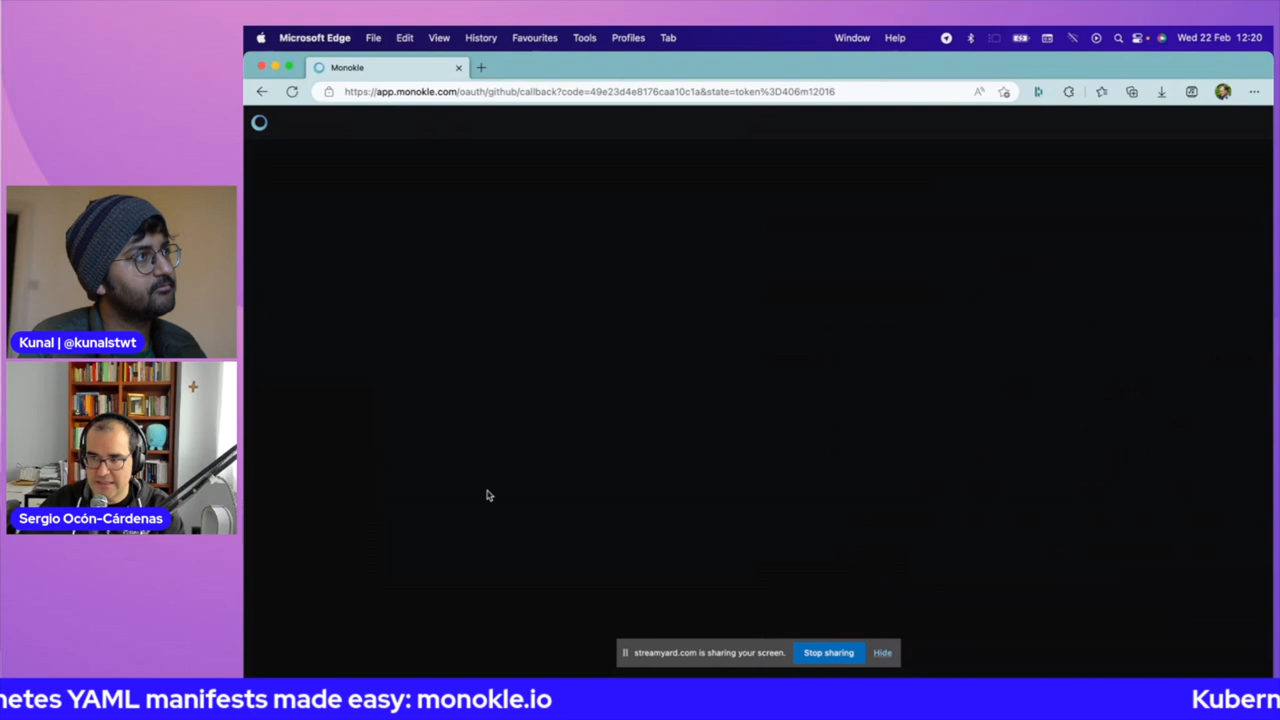 Microsoft Edge File Edit View History Favourites Tools Profiles Tab Window Help Wed 22 Feb 12:20
Monokle
https://app.monokle.com/oauth/github/callback?code=49e23d4e8176caa10c1a&state=token%3D406m12016
Kunal | @kunalstwt
Sergio Ocón-Cárdenas
streamyard.com is sharing your screen. Stop sharing Hide
netes YAML manifests made easy: monokle.io Kubern